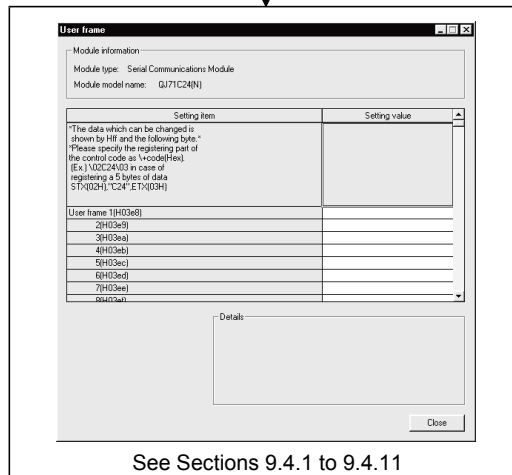 User frame
Module information
Module type: Serial Communications Module
Module model name: QJ71C24(N)
Setting item
Setting value
"The data which can be changed is
shown by Hff and the following byte."
*Please specify the registering part of
the control code as \+code(Hex).
(Ex.) \02C24\03 in case of
registering a 5 bytes of data
STX(02H),"C24",ETX(03H)
User frame 1(H03e8)
2(H03e9)
3(H03ea)
4(H03eb)
5(H03ec)
6(H03ed)
7(H03ee)
8(H03ef)
Details
Close
See Sections 9.4.1 to 9.4.11